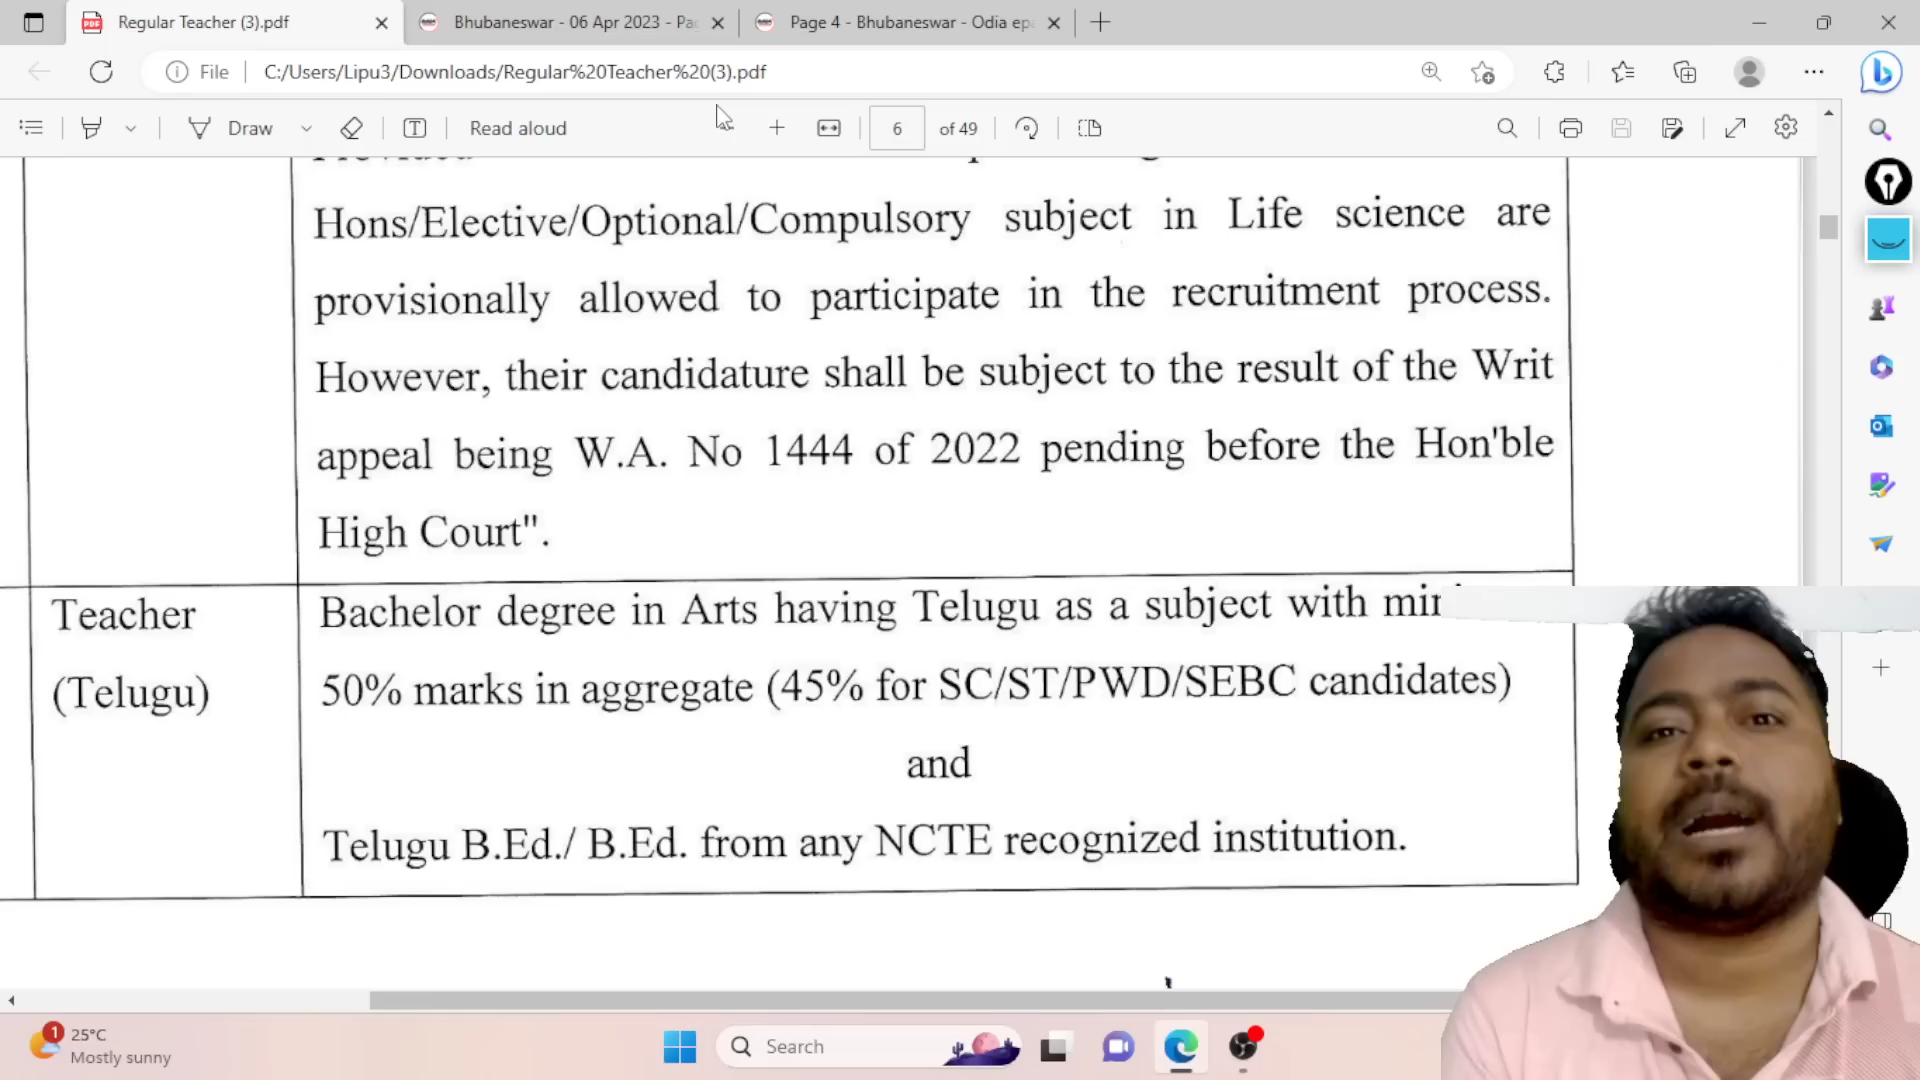 Regular Teacher (3).pdf
Bhubaneswar - 06 Apr 2023 - Pa
Page 4 - Bhubaneswar - Odia ep
File
C:/Users/Lipu3/Downloads/Regular%20Teacher%20(3).pdf
Draw
Read aloud
6 of 49
Hons/Elective/Optional/Compulsory subject in Life science are
provisionally allowed to participate in the recruitment process.
However, their candidature shall be subject to the result of the Writ
appeal being W.A. No 1444 of 2022 pending before the Hon'ble
High Court".
Teacher
(Telugu)
Bachelor degree in Arts having Telugu as a subject with
50% marks in aggregate (45% for SC/ST/PWD/SEBC candidates)
and
Telugu B.Ed./ B.Ed. from any NCTE recognized institution.
1
25°C
Mostly sunny
Search